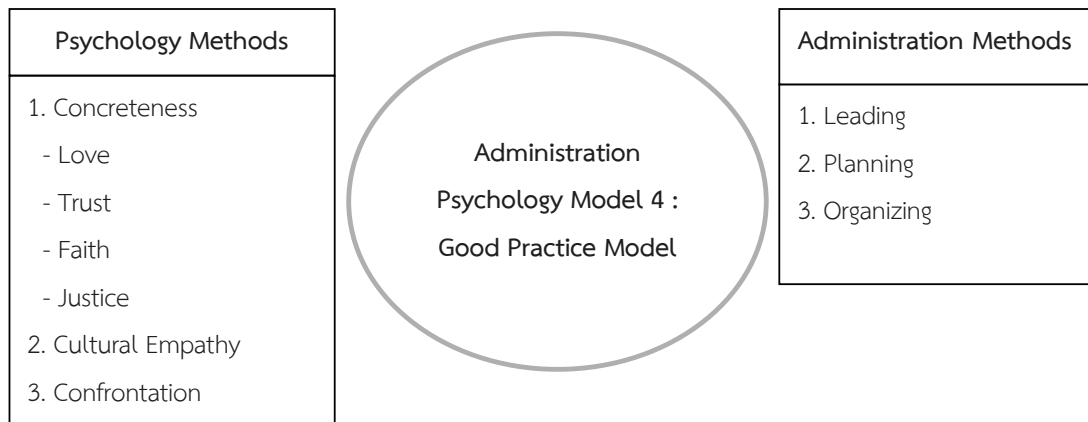 Psychology Methods
1. Concreteness
- Love
- Trust
- Faith
- Justice
2. Cultural Empathy
3. Confrontation
Administration
Psychology Model 4 :
Good Practice Model
Administration Methods
1. Leading
2. Planning
3. Organizing